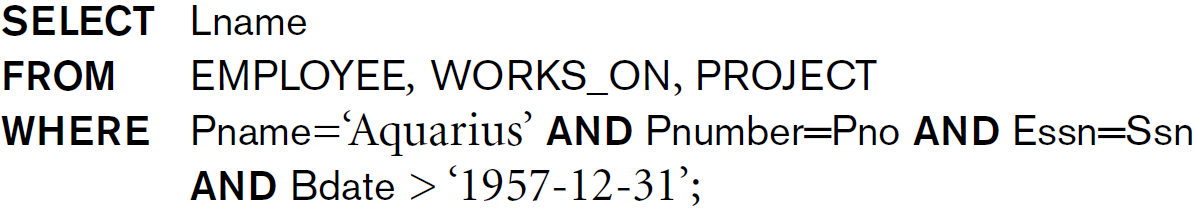 SELECT Lname
FROM EMPLOYEE, WORKS_ON, PROJECT
WHERE Pname=‘Aquarius’ AND Pnumber=Pno AND Essn=Ssn
AND Bdate > ‘1957-12-31’;